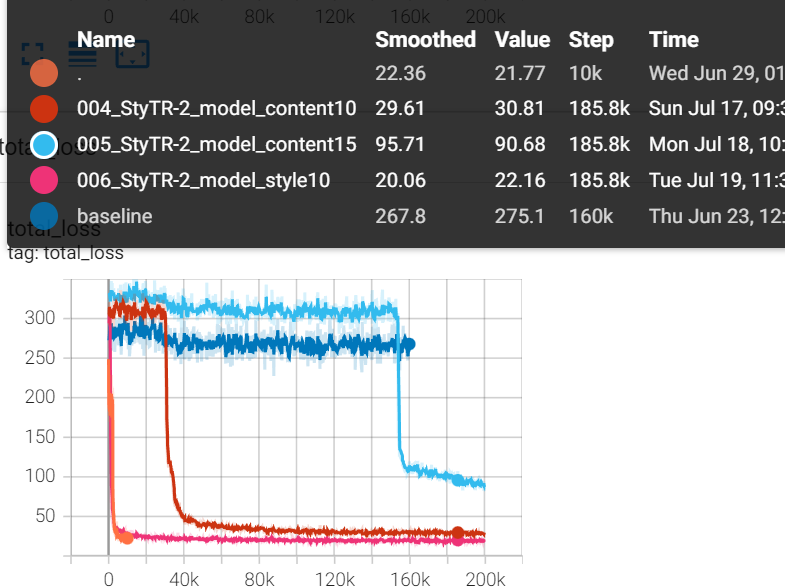 0 40k 80k 120k 160k 200k
Name Smoothed Value Step Time
. 22.36 21.77 10k Wed Jun 29, 01
004_StyTR-2_model_content10 29.61 30.81 185.8k Sun Jul 17, 09:3
005_StyTR-2_model_content15 95.71 90.68 185.8k Mon Jul 18, 10:
total_loss
006_StyTR-2_model_style10 20.06 22.16 185.8k Tue Jul 19, 11:3
baseline 267.8 275.1 160k Thu Jun 23, 12:
total_loss
tag: total_loss
300
250
200
150
100
50
0 40k 80k 120k 160k 200k